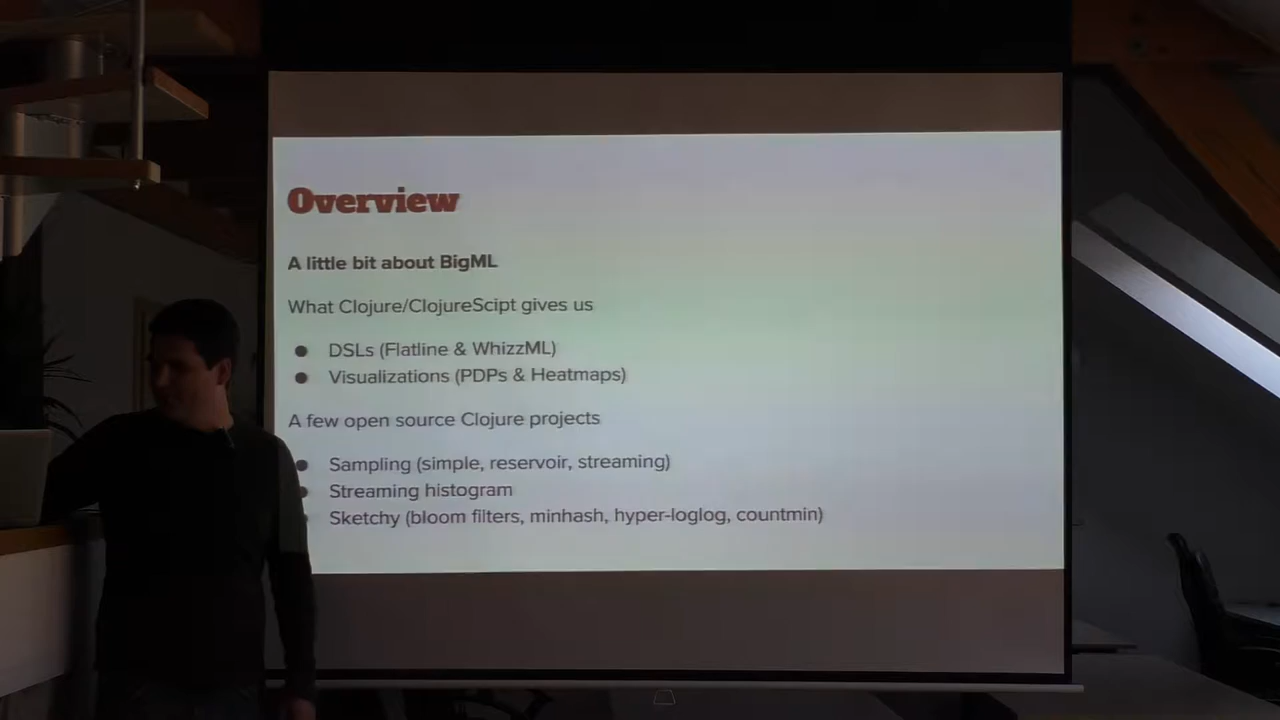 Overview
A little bit about BigML
What Clojure/ClojureScipt gives us
● DSLs (Flatline & WhizzML)
● Visualizations (PDPs & Heatmaps)
A few open source Clojure projects
● Sampling (simple, reservoir, streaming)
● Streaming histogram
● Sketchy (bloom filters, minhash, hyper-loglog, countmin)